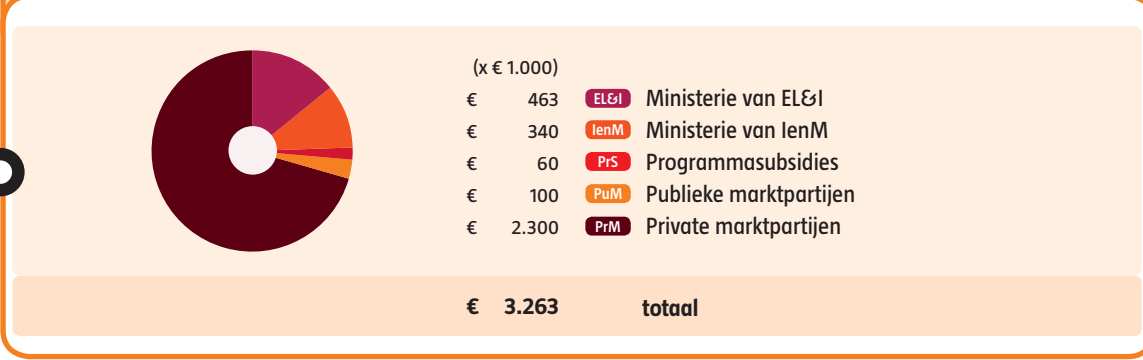 (x € 1.000)
€ 463 EL&I Ministerie van EL&I
€ 340 IenM Ministerie van IenM
€ 60 PrS Programmasubsidies
€ 100 PuM Publieke marktpartijen
€ 2.300 PrM Private marktpartijen
€ 3.263 totaal